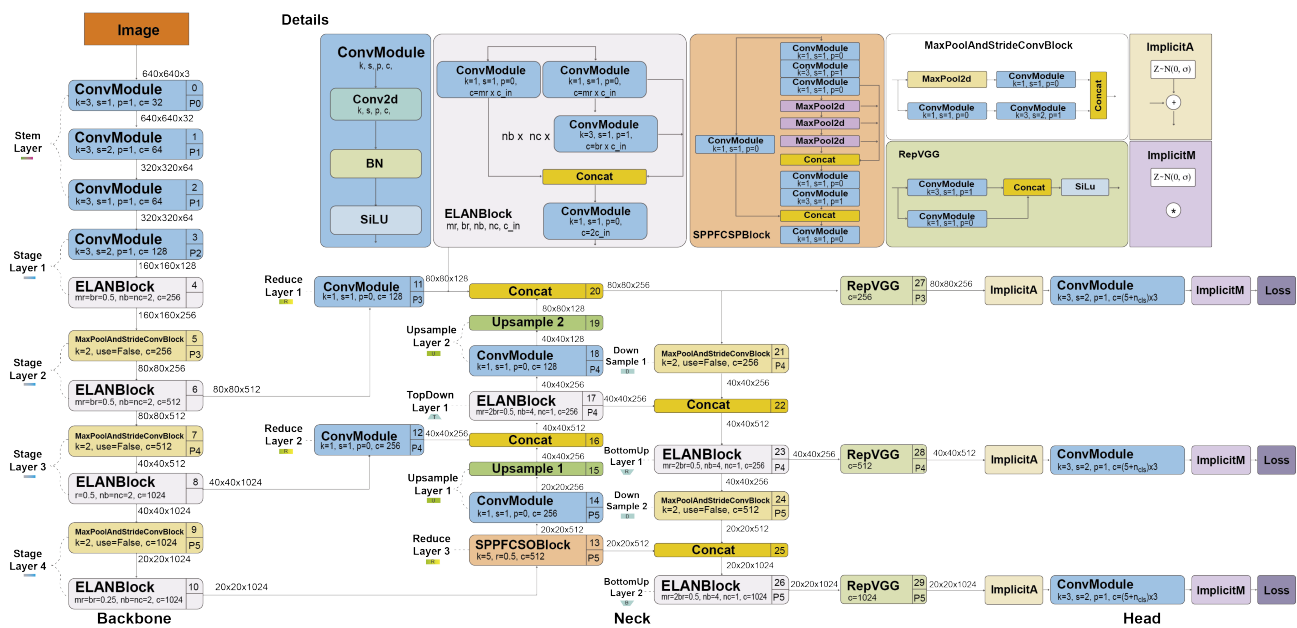 Details
Image
640x640x3
ConvModule
k=3, s=1, p=1, c= 32
0
P0
640x640x32
Stem
Layer
ConvModule
k=3, s=2, p=1, c= 64
1
P1
320x320x64
ConvModule
k=3, s=1, p=1, c= 64
2
P1
320x320x64
Stage
Layer 1
ConvModule
k=3, s=2, p=1, c= 128
3
P2
160x160x128
ELANBlock
mr=br=0.5, nb=nc=2, c=256
4
160x160x256
Stage
Layer 2
MaxPoolAndStrideConvBlock
k=2, use=False, c=256
5
P3
80x80x256
ELANBlock
mr=br=0.5, nb=nc=2, c=512
6
80x80x512
80x80x512
Stage
Layer 3
MaxPoolAndStrideConvBlock
k=2, use=False, c=512
7
P4
40x40x512
ELANBlock
r=0.5, nb=nc=2, c=1024
8
40x40x1024
40x40x1024
Stage
Layer 4
MaxPoolAndStrideConvBlock
k=2, use=False, c=1024
9
P5
20x20x1024
ELANBlock
mr=br=0.25, nb=nc=2, c=1024
10
20x20x1024
Backbone
ConvModule
k, s, p, c,
Conv2d
k, s, p, c,
BN
SiLU
ConvModule
k=1, s=1, p=0,
c=mr x c_in
ConvModule
k=1, s=1, p=0,
c=mr x c_in
nb x nc x
ConvModule
k=3, s=1, p=1,
c=br x c_in
Concat
ELANBlock
mr, br, nb, nc, c_in
ConvModule
k=1, s=1, p=0,
c=2c_in
ConvModule
k=1, s=1, p=0
ConvModule
k=3, s=1, p=1
ConvModule
k=1, s=1, p=0
MaxPool2d
MaxPool2d
MaxPool2d
ConvModule
k=1, s=1, p=0
Concat
ConvModule
k=1, s=1, p=0
ConvModule
k=3, s=1, p=1
Concat
SPPFCSPBlock
ConvModule
k=1, s=1, p=0
MaxPoolAndStrideConvBlock
MaxPool2d
ConvModule
k=1, s=1, p=0
ConvModule
k=1, s=1, p=0
ConvModule
k=3, s=2, p=1
Concat
RepVGG
ConvModule
k=3, s=1, p=1
Concat
SiLu
ConvModule
k=1, s=1, p=0
ImplicitA
Z~N(0, σ)
+
ImplicitM
Z~N(0, σ)
*
Reduce
Layer 1
R
ConvModule
k=1, s=1, p=0, c= 128
11
P3
80x80x128
Concat
20
80x80x256
80x80x128
Upsample
Layer 2
U
Upsample 2
19
40x40x128
ConvModule
k=1, s=1, p=0, c= 128
18
P4
40x40x256
TopDown
Layer 1
T
ELANBlock
mr=2br=0.5, nb=4, nc=1, c=256
17
P4
40x40x256
40x40x512
Reduce
Layer 2
R
ConvModule
k=1, s=1, p=0, c= 256
12
P4
40x40x256
Concat
16
40x40x256
Upsample
Layer 1
U
Upsample 1
15
20x20x256
ConvModule
k=1, s=1, p=0, c= 256
14
P5
20x20x512
Reduce
Layer 3
R
SPPFCSOBlock
k=5, r=0.5, c=512
13
P5
20x20x512
Down
Sample 1
D
MaxPoolAndStrideConvBlock
k=2, use=False, c=256
21
P4
40x40x256
Concat
22
40x40x512
BottomUp
Layer 1
B
ELANBlock
mr=2br=0.5, nb=4, nc=1, c=256
23
P4
40x40x256
40x40x256
Down
Sample 2
D
MaxPoolAndStrideConvBlock
k=2, use=False, c=512
24
P5
20x20x512
Concat
25
20x20x1024
BottomUp
Layer 2
B
ELANBlock
mr=2br=0.5, nb=4, nc=1, c=1024
26
P5
20x20x1024
Neck
RepVGG
c=256
27
P3
80x80x256
ImplicitA
ConvModule
k=3, s=2, p=1, c=(5+ncls)x3
ImplicitM
Loss
RepVGG
c=512
28
P4
40x40x512
ImplicitA
ConvModule
k=3, s=2, p=1, c=(5+ncls)x3
ImplicitM
Loss
RepVGG
c=1024
29
P5
20x20x1024
ImplicitA
ConvModule
k=3, s=2, p=1, c=(5+ncls)x3
ImplicitM
Loss
Head